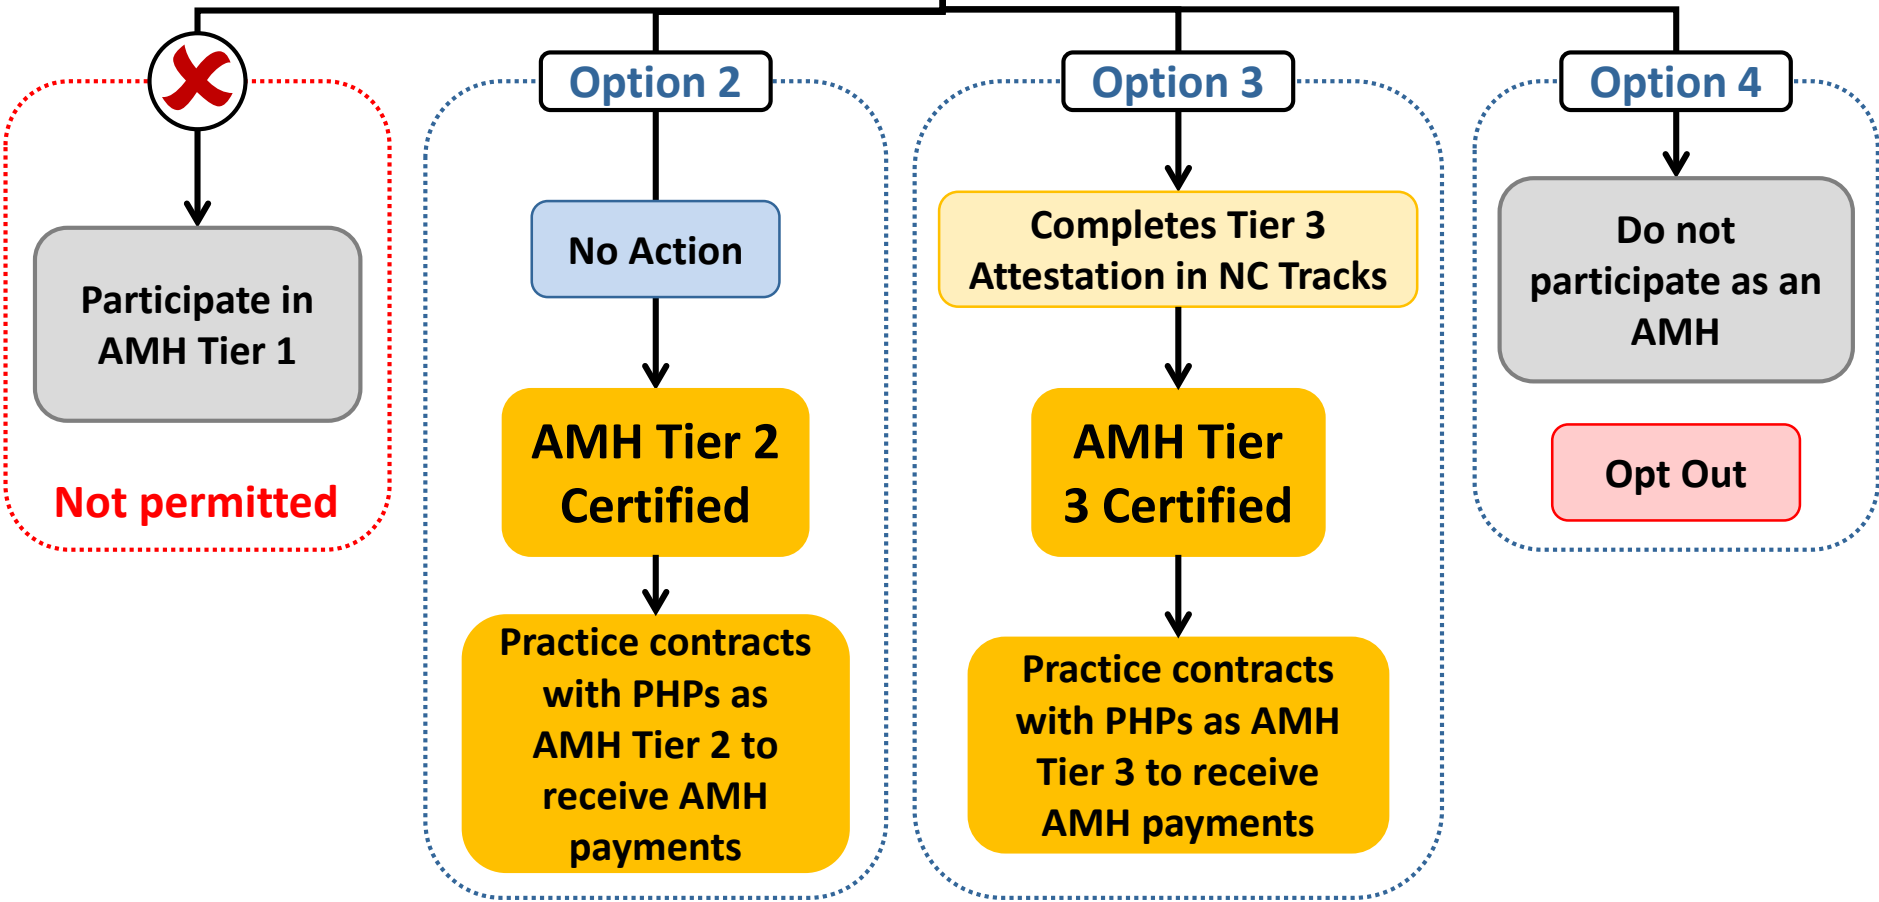 Participate in
AMH Tier 1
Not permitted
Option 2
No Action
AMH Tier 2
Certified
Practice contracts
with PHPs as
AMH Tier 2 to
receive AMH
payments
Option 3
Completes Tier 3
Attestation in NC Tracks
AMH Tier
3 Certified
Practice contracts
with PHPs as AMH
Tier 3 to receive
AMH payments
Option 4
Do not
participate as an
AMH
Opt Out